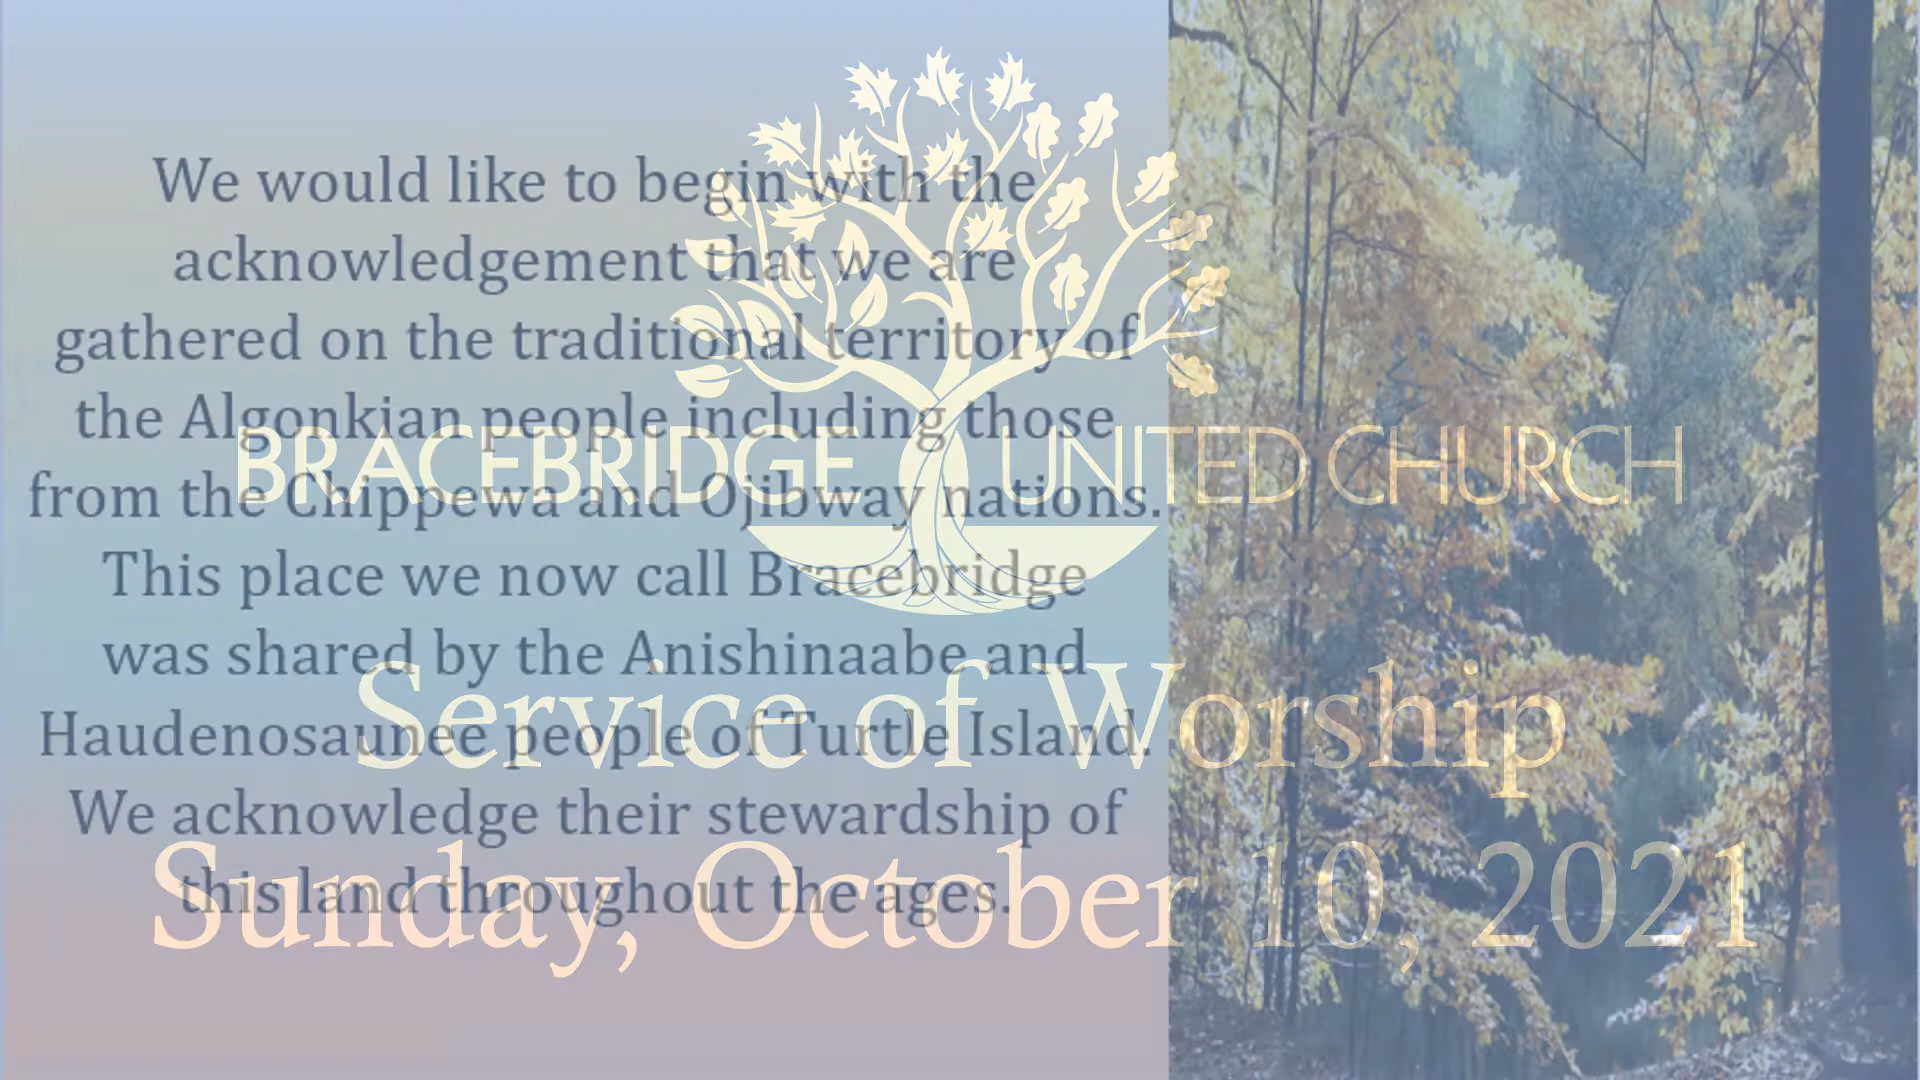 We would like to begin with the
acknowledgement that we are
gathered on the traditional territory of
the Algonkian people including those
from the Chippewa and Ojibway nations.
This place we now call Bracebridge
was shared by the Anishinaabe and
Haudenosaunee people of Turtle Island.
We acknowledge their stewardship of
this land throughout the ages.
BRACEBRIDGE UNITED CHURCH
Service of Worship
Sunday, October 10, 2021